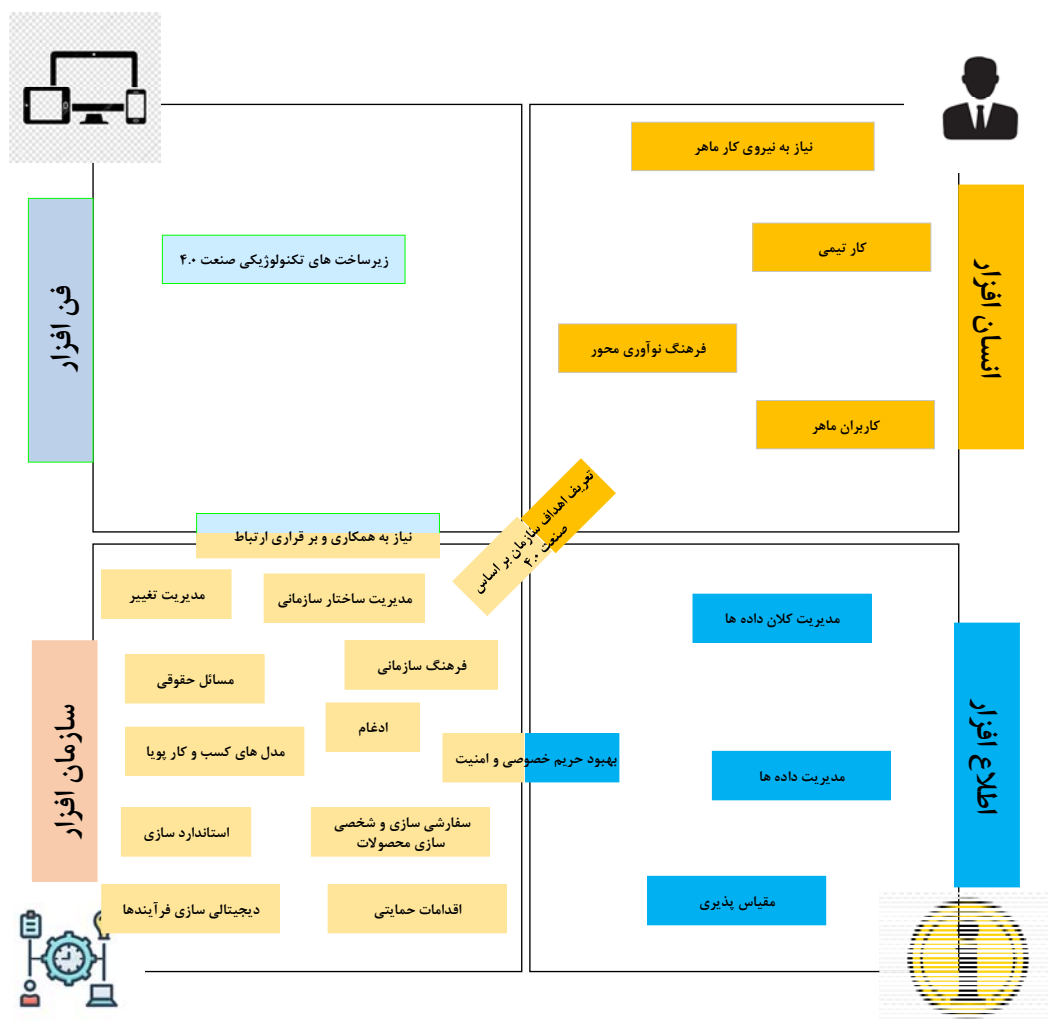 انسان افزار
نیاز به نیروی کار ماهر
کار تیمی
فرهنگ نوآوری محور
کاربران ماهر
فن افزار
زیرساخت های تکنولوژیکی صنعت ۴.۰
نیاز به همکاری و بر قراری ارتباط
تعریف اهداف سازمان بر اساس
صنعت ۴.۰
اطلاع افزار
مدیریت کلان داده ها
مدیریت داده ها
مقیاس پذیری
بهبود حریم خصوصی و امنیت
سازمان افزار
مدیریت ساختار سازمانی
مدیریت تغییر
فرهنگ سازمانی
مسائل حقوقی
ادغام
مدل های کسب و کار پویا
سفارشی سازی و شخصی
سازی محصولات
استاندارد سازی
اقدامات حمایتی
دیجیتالی سازی فرآیندها